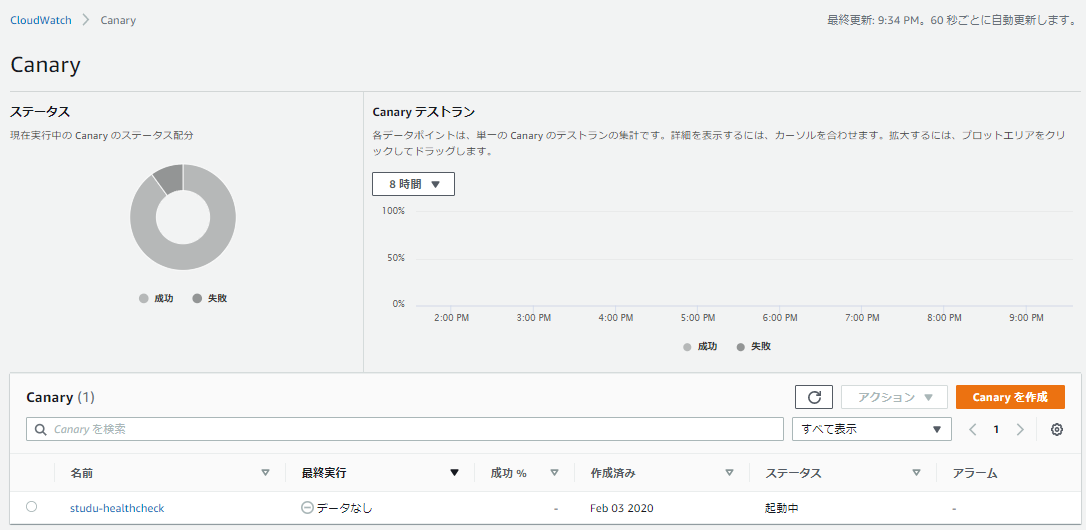 CloudWatch > Canary
最終更新: 9:34 PM。60 秒ごとに自動更新します。
Canary
ステータス
現在実行中の Canary のステータス配分
成功 失敗
Canary テストラン
各データポイントは、単一の Canary のテストランの集計です。詳細を表示するには、カーソルを合わせます。拡大するには、プロットエリアをクリ
ックしてドラッグします。
8 時間
100%
50%
0%
2:00 PM 3:00 PM 4:00 PM 5:00 PM 6:00 PM 7:00 PM 8:00 PM 9:00 PM
成功 失敗
Canary (1)
アクション
Canary を作成
Canary を検索
すべて表示
1
名前 最終実行 成功 % 作成済み ステータス アラーム
studu-healthcheck データなし - Feb 03 2020 起動中 -